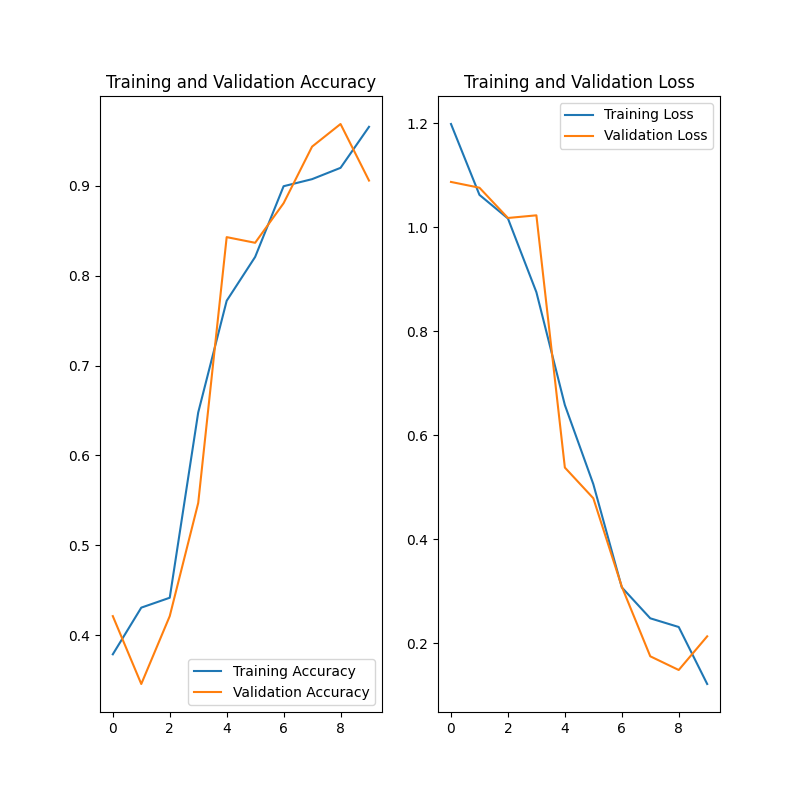 Training and Validation Accuracy
0.9
0.8
0.7
0.6
0.5
0.4
0 2 4 6 8
Training Accuracy
Validation Accuracy
Training and Validation Loss
1.2
1.0
0.8
0.6
0.4
0.2
0 2 4 6 8
Training Loss
Validation Loss